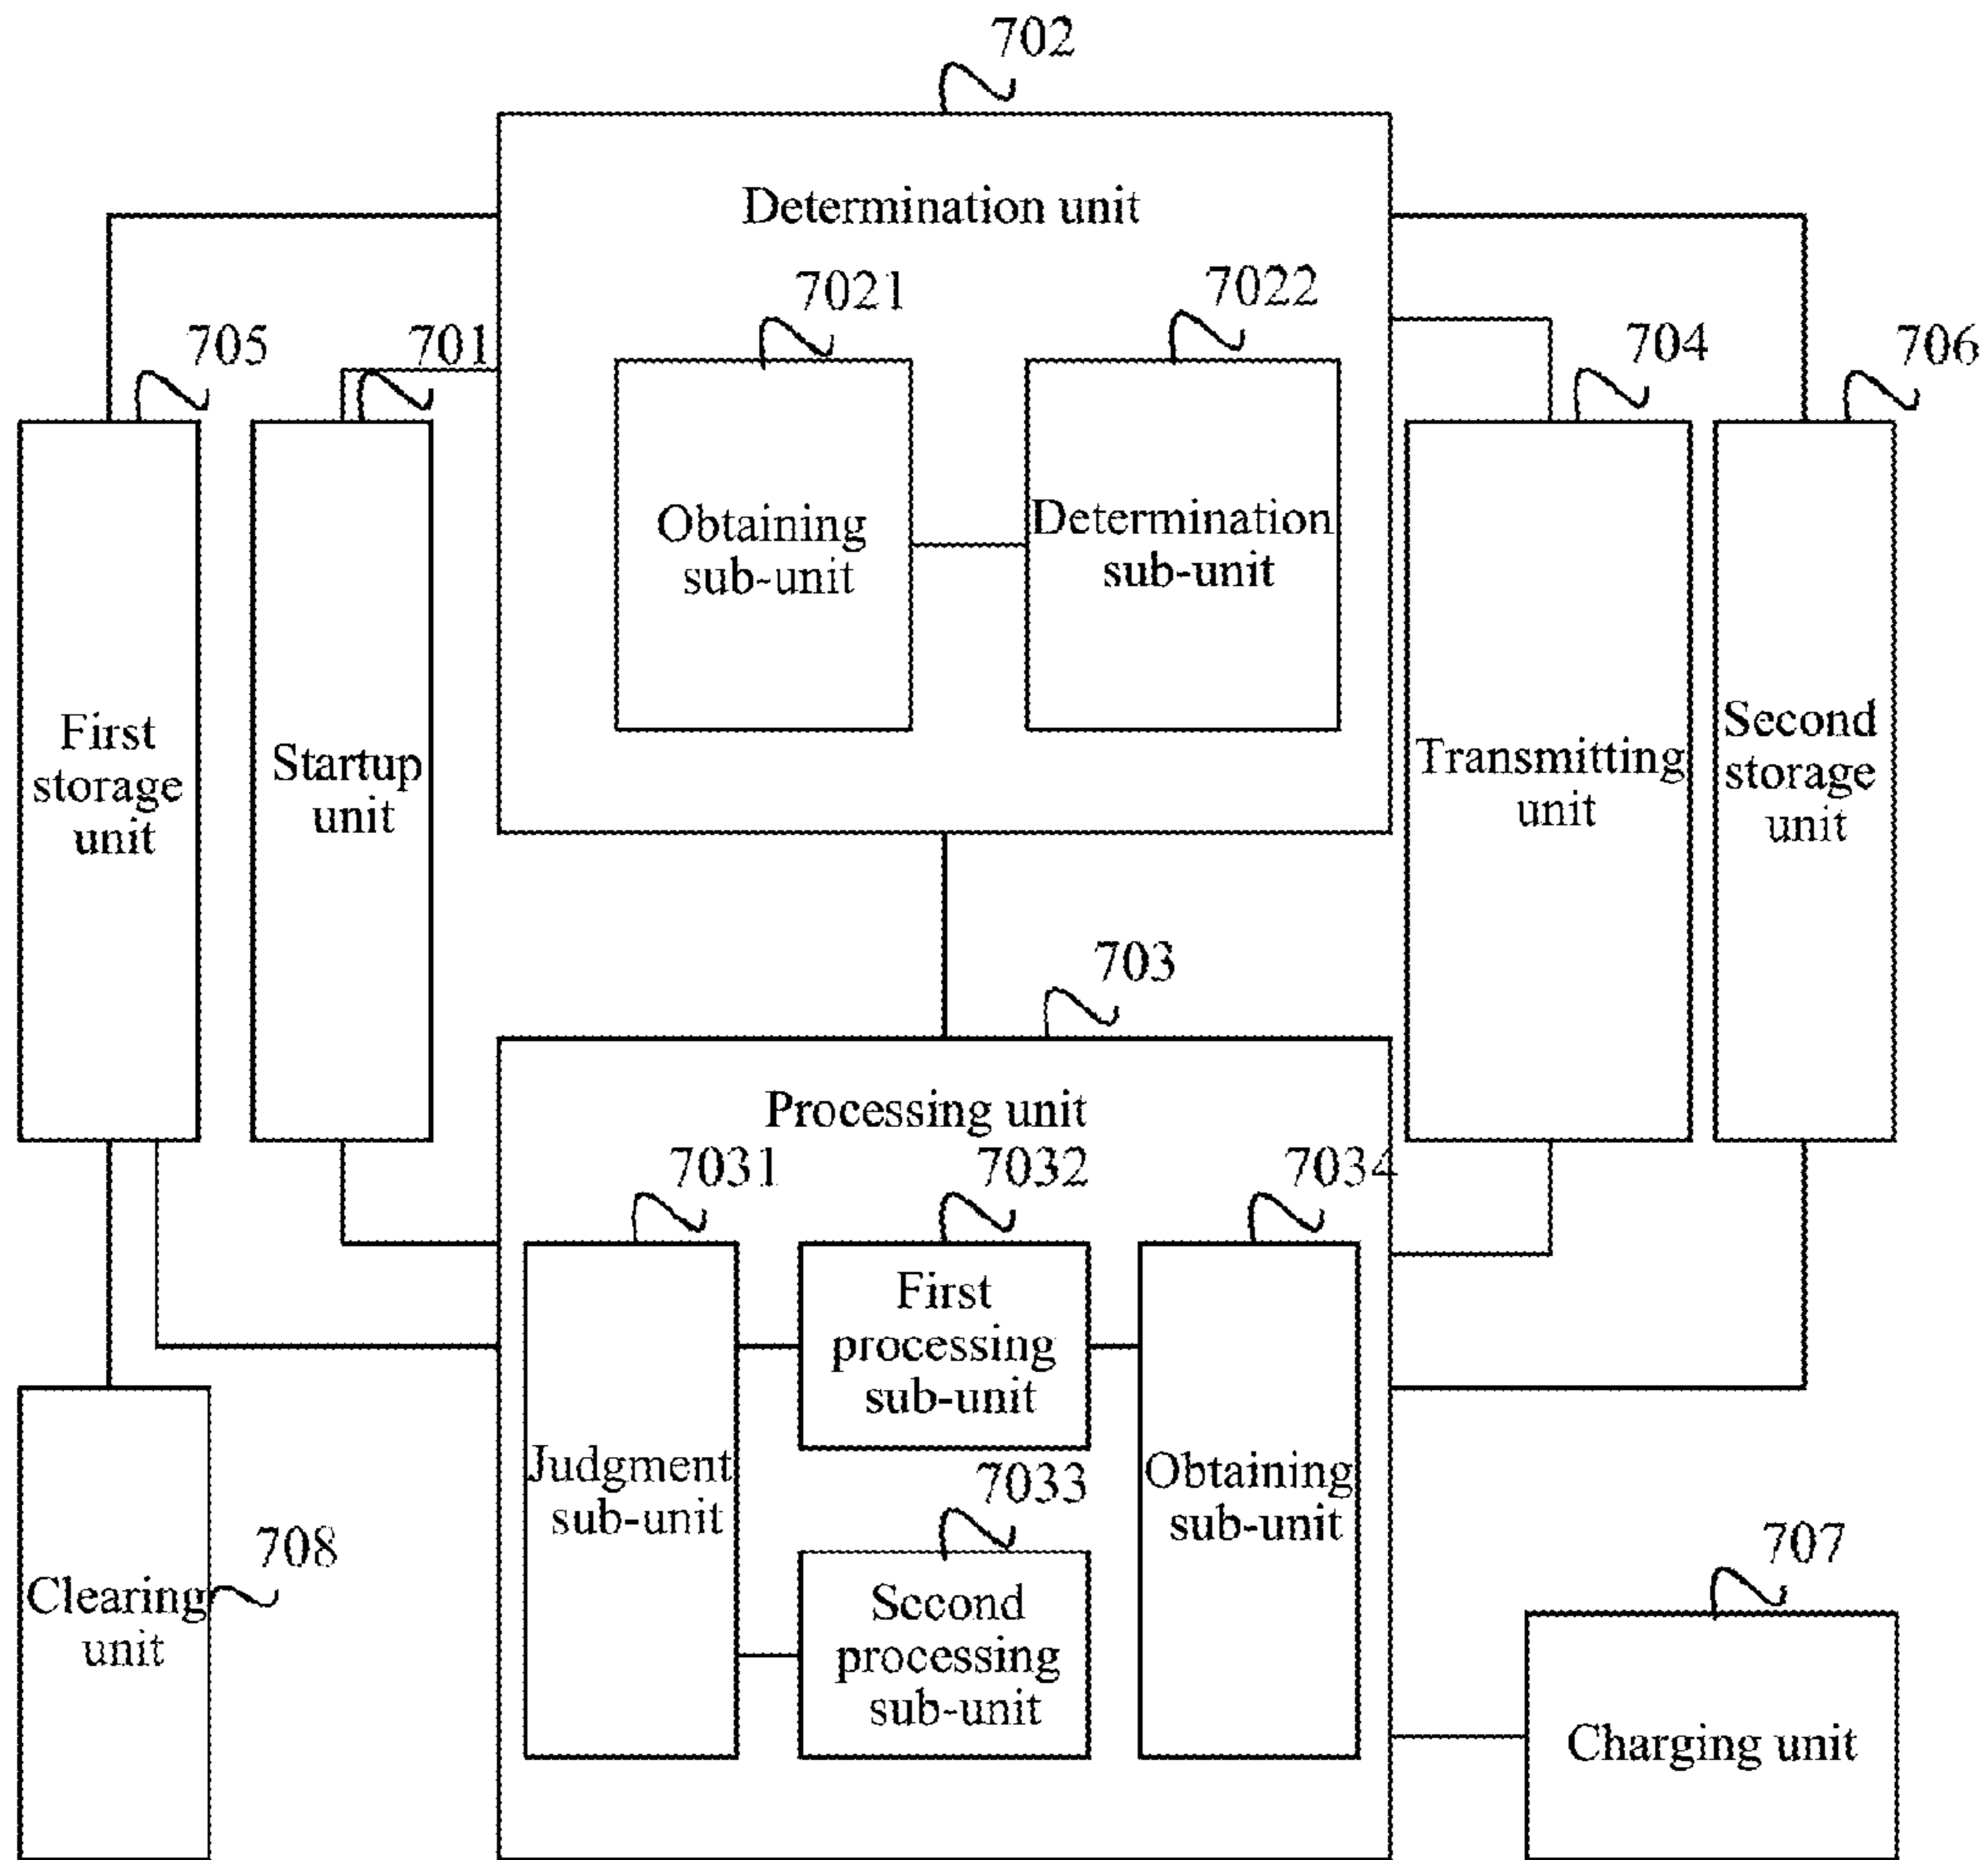 702
Determination unit
7021
7022
705
701
704
706
Obtaining
sub-unit
Determination
sub-unit
First
storage
unit
Startup
unit
Transmitting
unit
Second
storage
unit
703
Processing unit
7031
7032
7034
First
processing
sub-unit
Judgment
sub-unit
7033
Obtaining
sub-unit
Second
processing
sub-unit
Clearing
unit
708
707
Charging unit